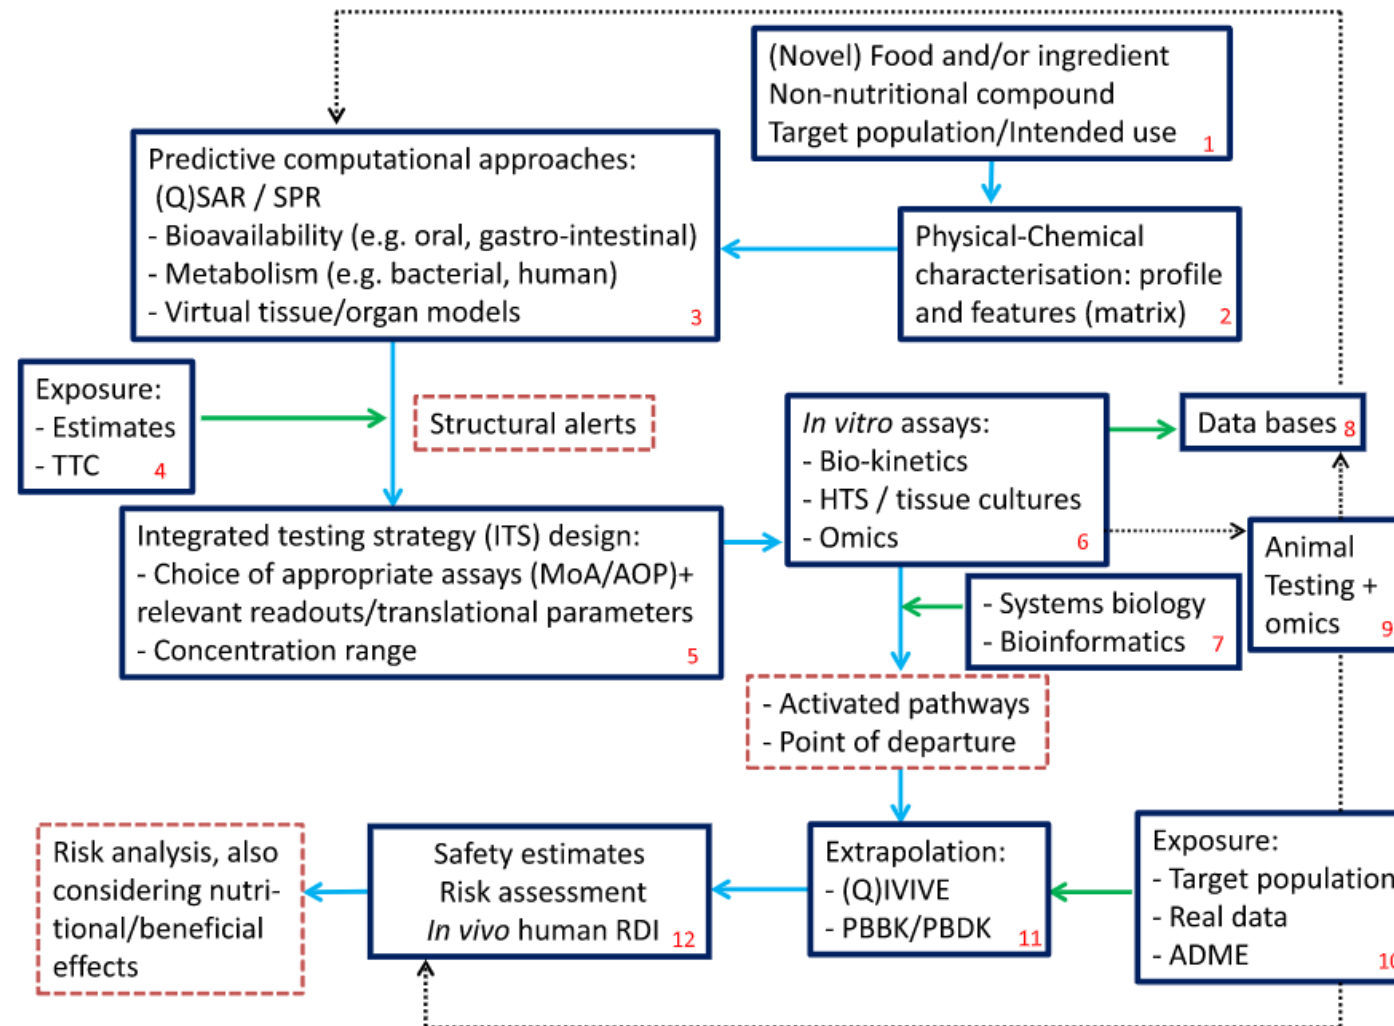 (Novel) Food and/or ingredient
Non-nutritional compound
Target population/Intended use
1
Physical-Chemical
characterisation: profile
and features (matrix)
2
Predictive computational approaches:
(Q)SAR / SPR
- Bioavailability (e.g. oral, gastro-intestinal)
- Metabolism (e.g. bacterial, human)
- Virtual tissue/organ models
3
Exposure:
- Estimates
- TTC
4
Structural alerts
Integrated testing strategy (ITS) design:
- Choice of appropriate assays (MoA/AOP)+
relevant readouts/translational parameters
- Concentration range
5
In vitro assays:
- Bio-kinetics
- HTS / tissue cultures
- Omics
6
- Systems biology
- Bioinformatics
7
Data bases
8
Animal
Testing +
omics
9
- Activated pathways
- Point of departure
Exposure:
- Target population
- Real data
- ADME
10
Extrapolation:
- (Q)IVIVE
- PBBK/PBDK
11
Safety estimates
Risk assessment
In vivo human RDI
12
Risk analysis, also
considering nutri-
tional/beneficial
effects